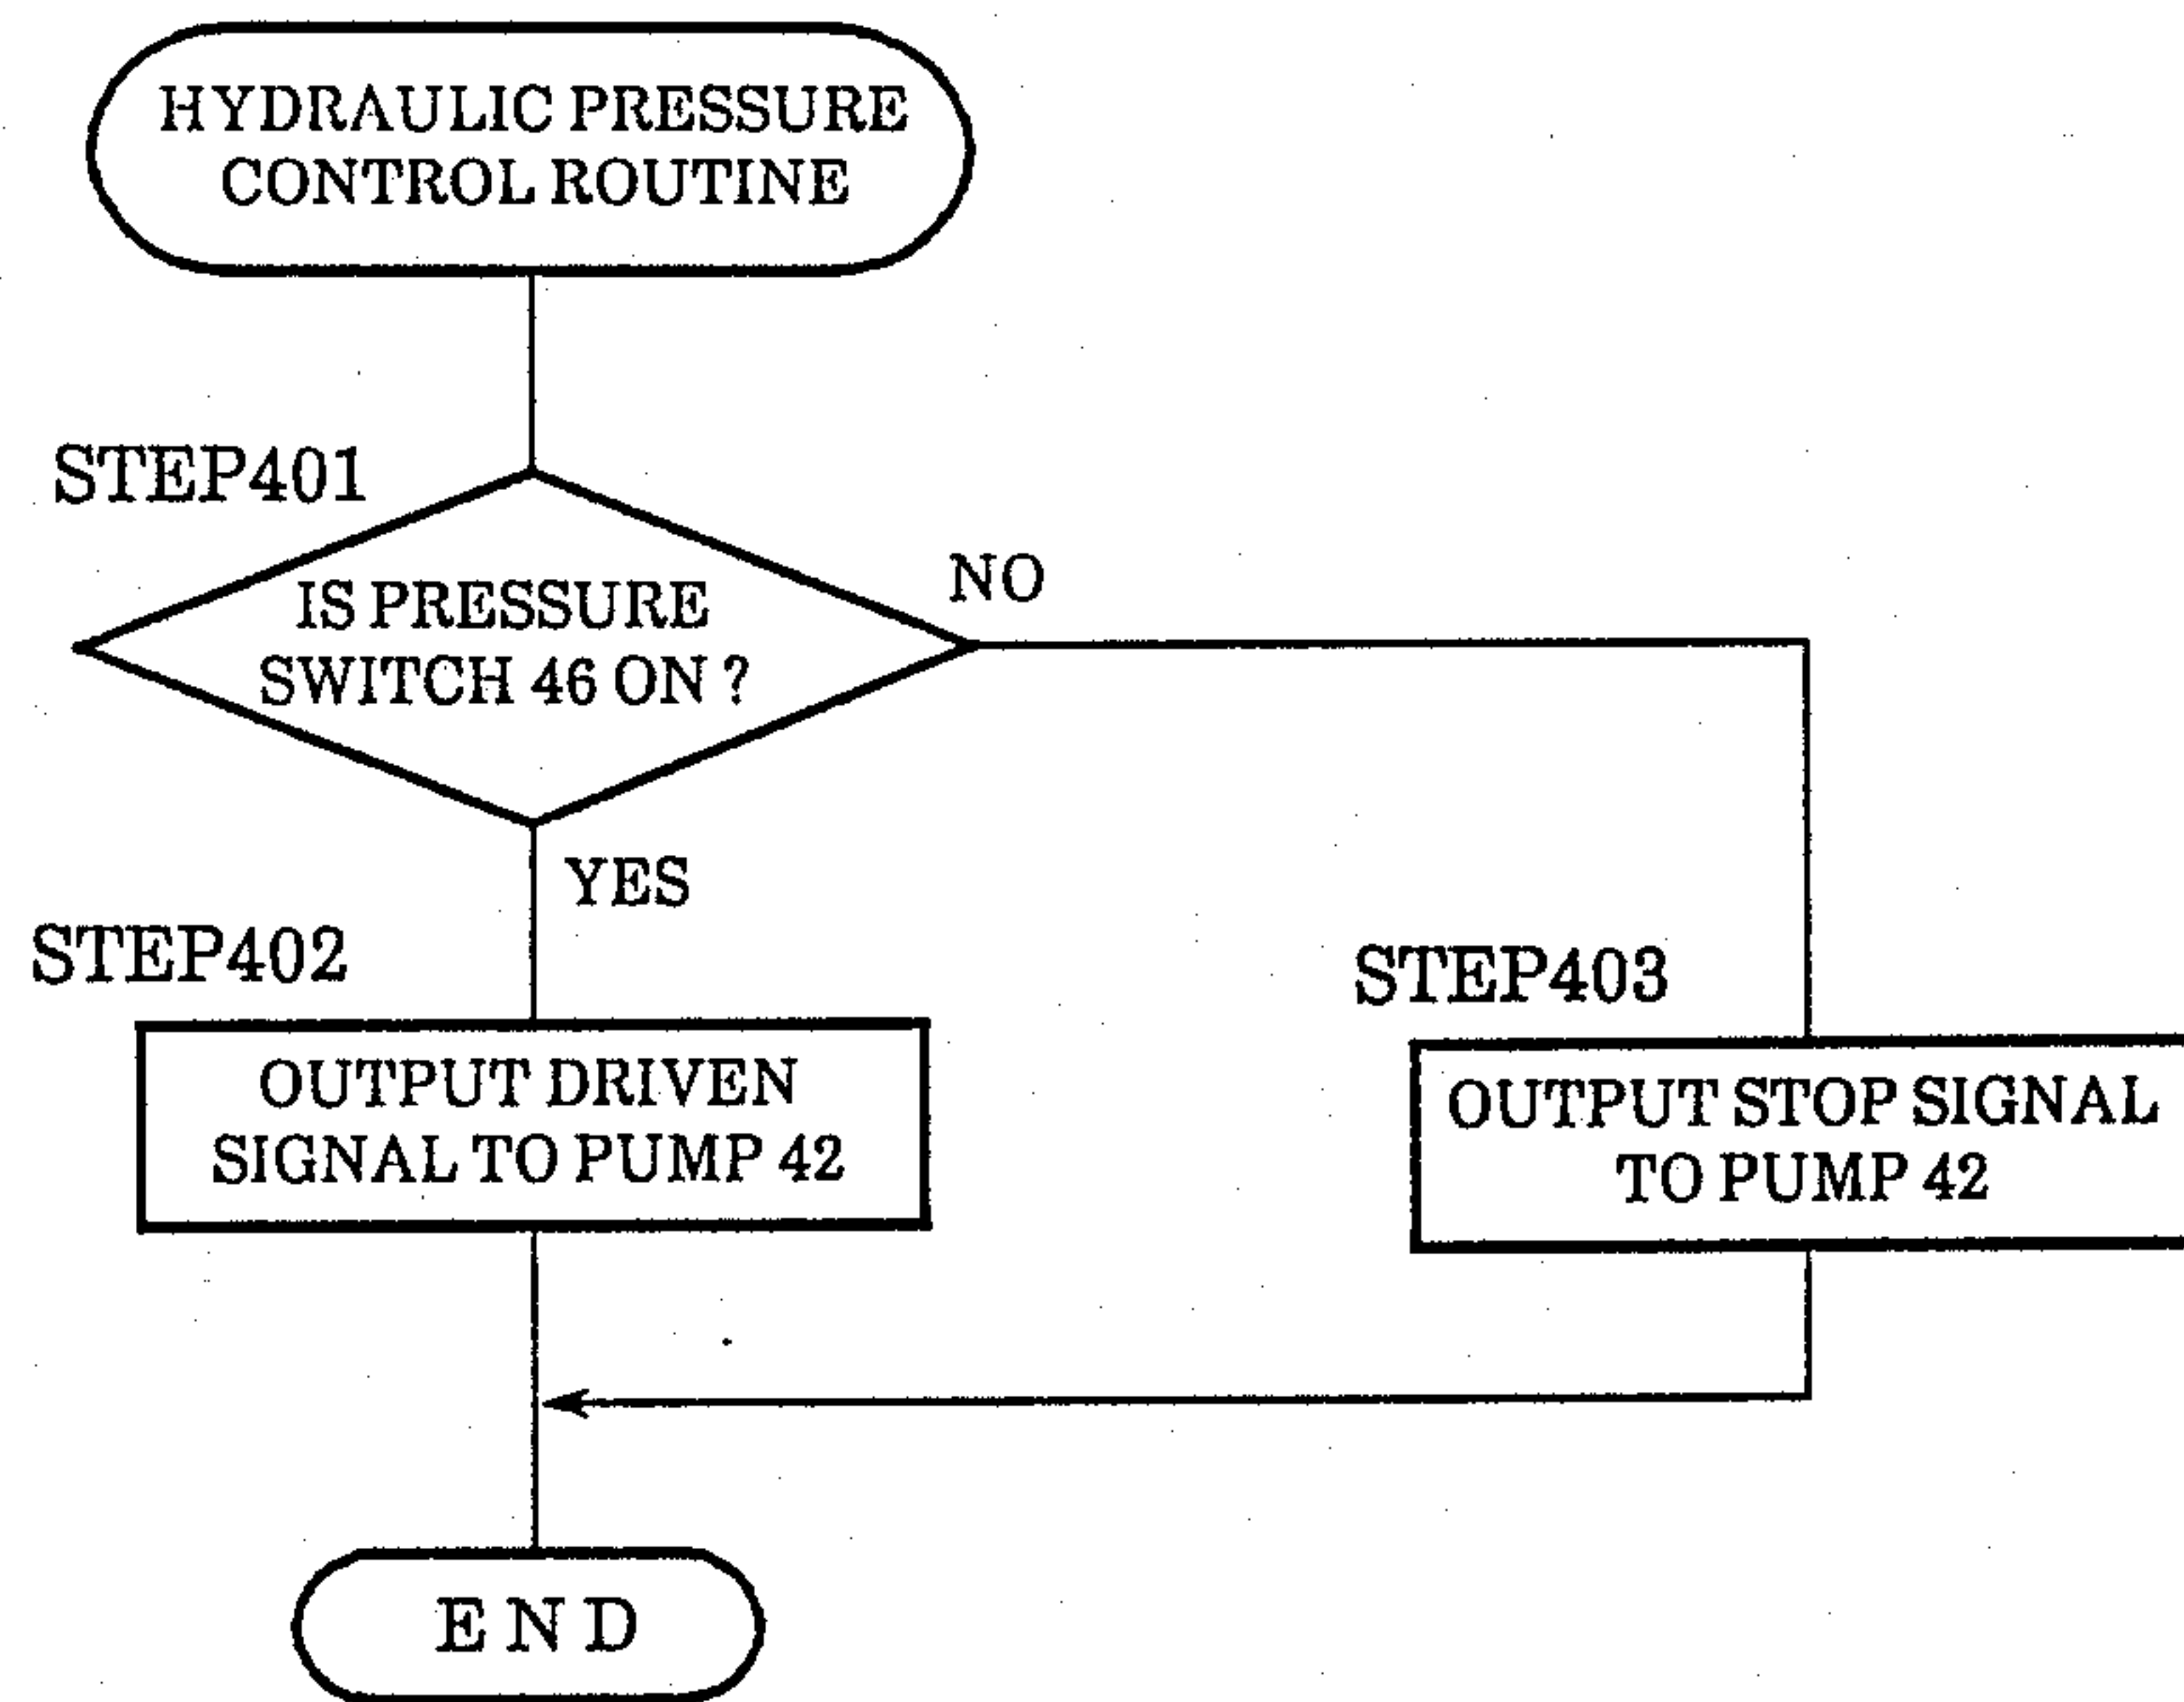 HYDRAULIC PRESSURE
CONTROL ROUTINE
STEP401
IS PRESSURE
SWITCH 46 ON ?
NO
YES
STEP402
OUTPUT DRIVEN
SIGNAL TO PUMP 42
STEP403
OUTPUT STOP SIGNAL
TO PUMP 42
END